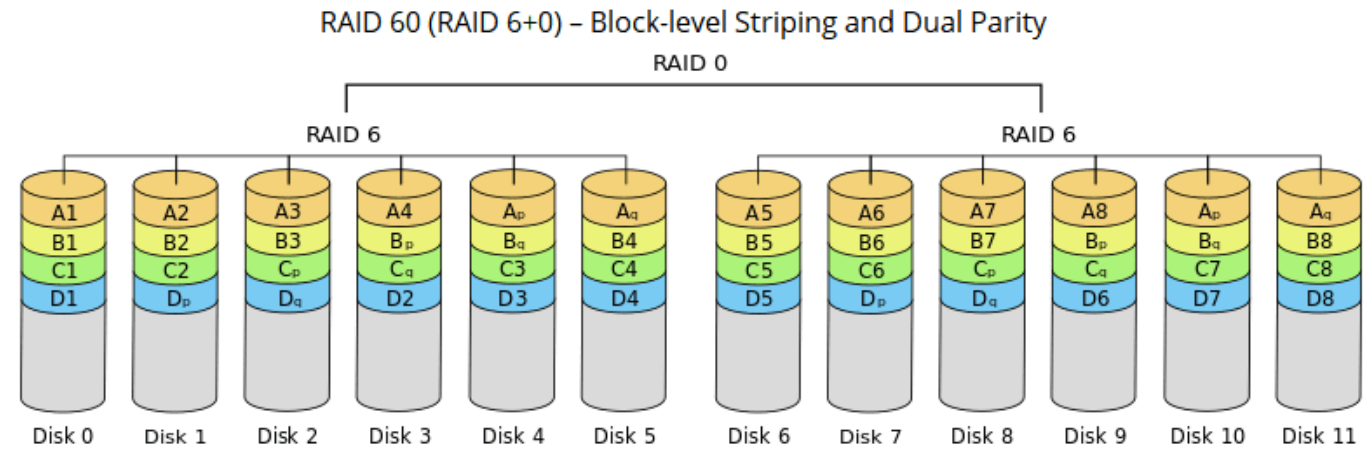 RAID 60 (RAID 6+0) – Block-level Striping and Dual Parity
RAID 0
RAID 6 RAID 6
A1 A2 A3 A4 Ap Aq A5 A6 A7 A8 Ap Aq
B1 B2 B3 Bp Bq B4 B5 B6 B7 Bp Bq B8
C1 C2 Cp Cq C3 C4 C5 C6 Cp Cq C7 C8
D1 Dp Dq D2 D3 D4 D5 Dp Dq D6 D7 D8
Disk 0 Disk 1 Disk 2 Disk 3 Disk 4 Disk 5 Disk 6 Disk 7 Disk 8 Disk 9 Disk 10 Disk 11